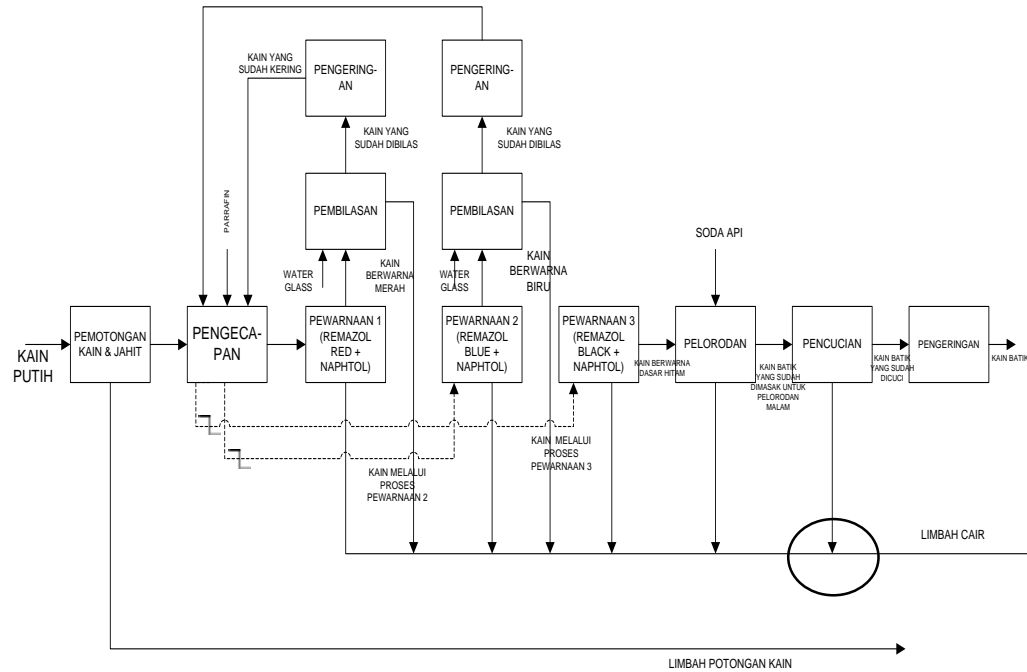 KAIN YANG
SUDAH KERING
PENGERING-
AN
PENGERING-
AN
KAIN YANG
SUDAH DIBILAS
KAIN YANG
SUDAH DIBILAS
PARRAFIN
PEMBILASAN
PEMBILASAN
SODA API
WATER
GLASS
KAIN
BERWARNA
MERAH
WATER
GLASS
KAIN
BERWARNA
BIRU
KAIN
PUTIH
PEMOTONGAN
KAIN & JAHIT
PENGECA-
PAN
PEWARNAAN 1
(REMAZOL
RED +
NAPHTOL)
PEWARNAAN 2
(REMAZOL
BLUE +
NAPHTOL)
PEWARNAAN 3
(REMAZOL
BLACK +
NAPHTOL)
KAIN BERWARNA
DASAR HITAM
PELORODAN
KAIN BATIK
YANG SUDAH
DIMASAK UNTUK
PELORODAN
MALAM
PENCUCIAN
KAIN BATIK
YANG SUDAH
DICUCI
PENGERINGAN
KAIN BATIK
KAIN MELALUI
PROSES
PEWARNAAN 2
KAIN MELALUI
PROSES
PEWARNAAN 3
LIMBAH CAIR
LIMBAH POTONGAN KAIN